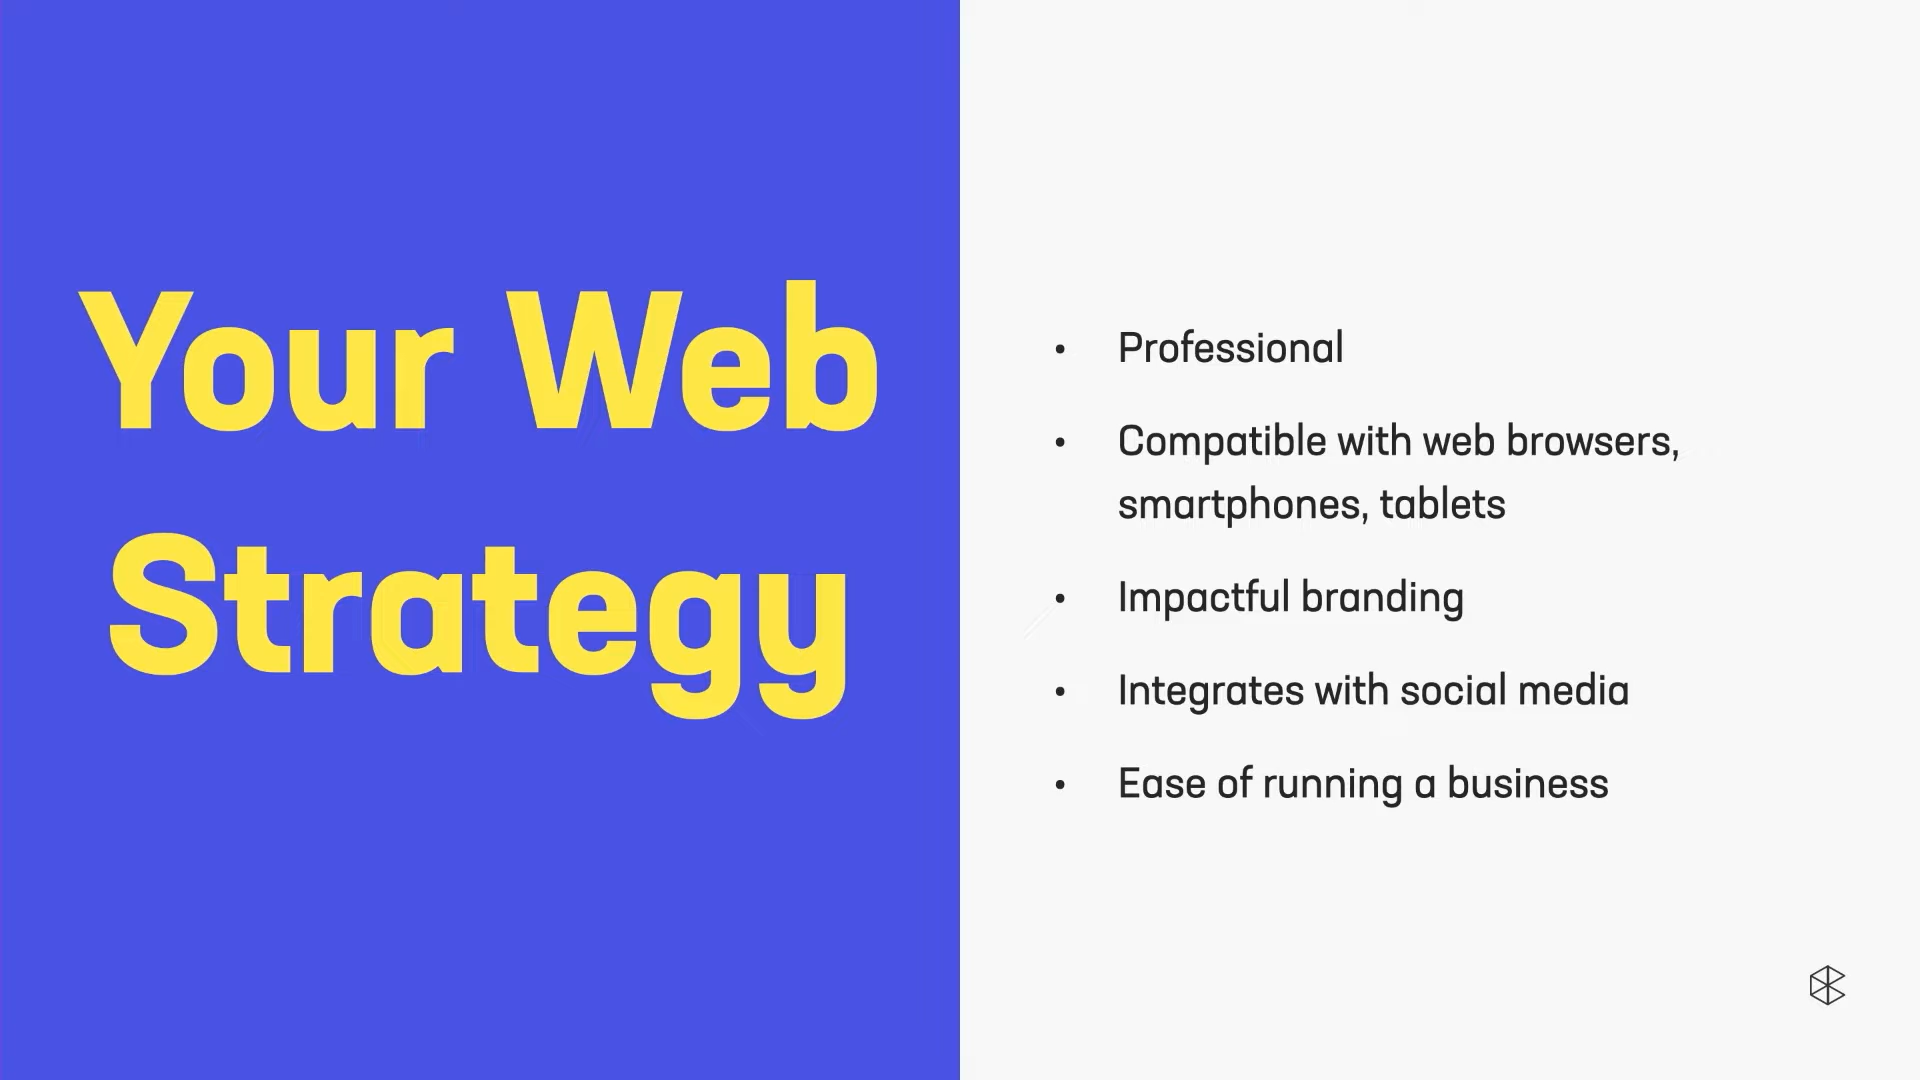 Your Web
Strategy
• Professional
• Compatible with web browsers,
smartphones, tablets
• Impactful branding
• Integrates with social media
• Ease of running a business